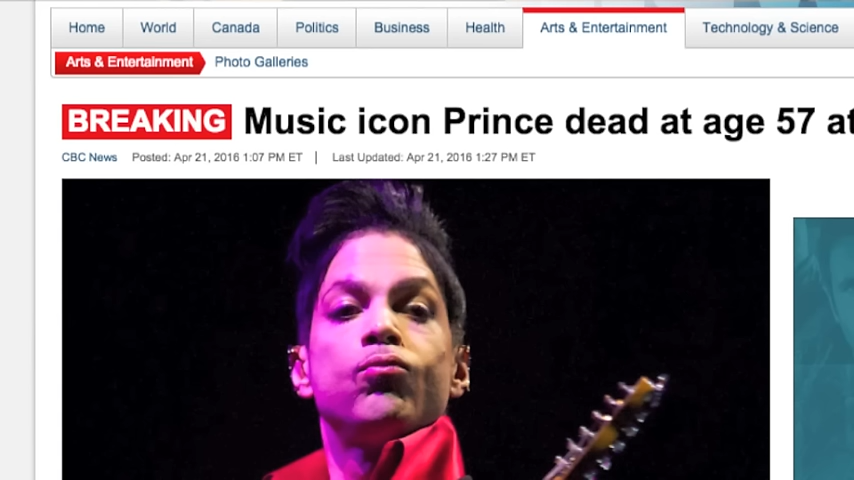 Home World Canada Politics Business Health Arts & Entertainment Technology & Science
Arts & Entertainment Photo Galleries
BREAKING Music icon Prince dead at age 57 at
CBC News Posted: Apr 21, 2016 1:07 PM ET | Last Updated: Apr 21, 2016 1:27 PM ET